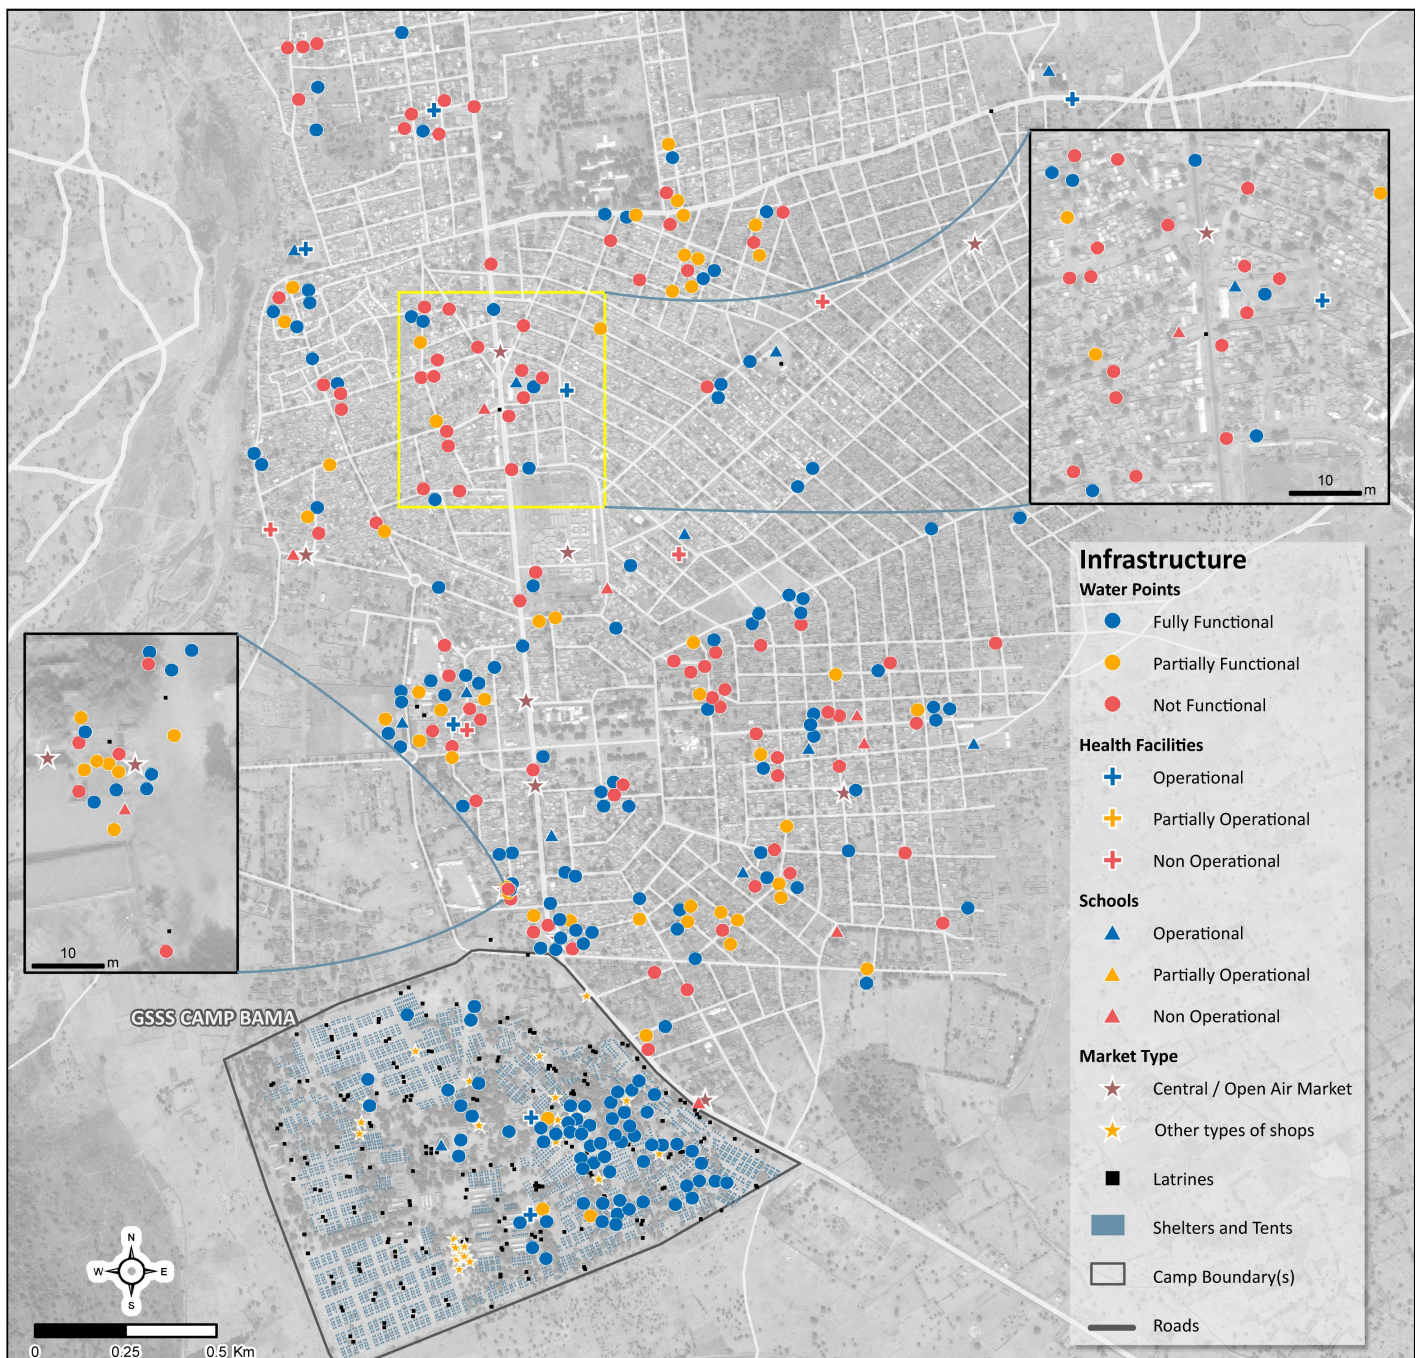 10 m
Infrastructure
Water Points
Fully Functional
Partially Functional
Not Functional
Health Facilities
Operational
Partially Operational
Non Operational
Schools
Operational
Partially Operational
Non Operational
Market Type
Central / Open Air Market
Other types of shops
Latrines
Shelters and Tents
Camp Boundary(s)
Roads
10 m
GSSS CAMP BAMA
N
W E
S
0 0.25 0.5 Km